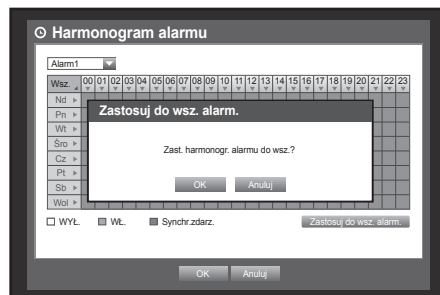 Harmonogram alarmu
Alarm1
Wsz. 00 01 02 03 04 05 06 07 08 09 10 11 12 13 14 15 16 17 18 19 20 21 22 23
Nd
Pn
Wt
Śro
Cz
Pt
Sb
Wol
Zastosuj do wsz. alarm.
Zast. harmonogr. alarmu do wsz.?
OK Anuluj
WYŁ. WŁ. Synchr.zdarz. Zastosuj do wsz. alarm.
OK Anuluj